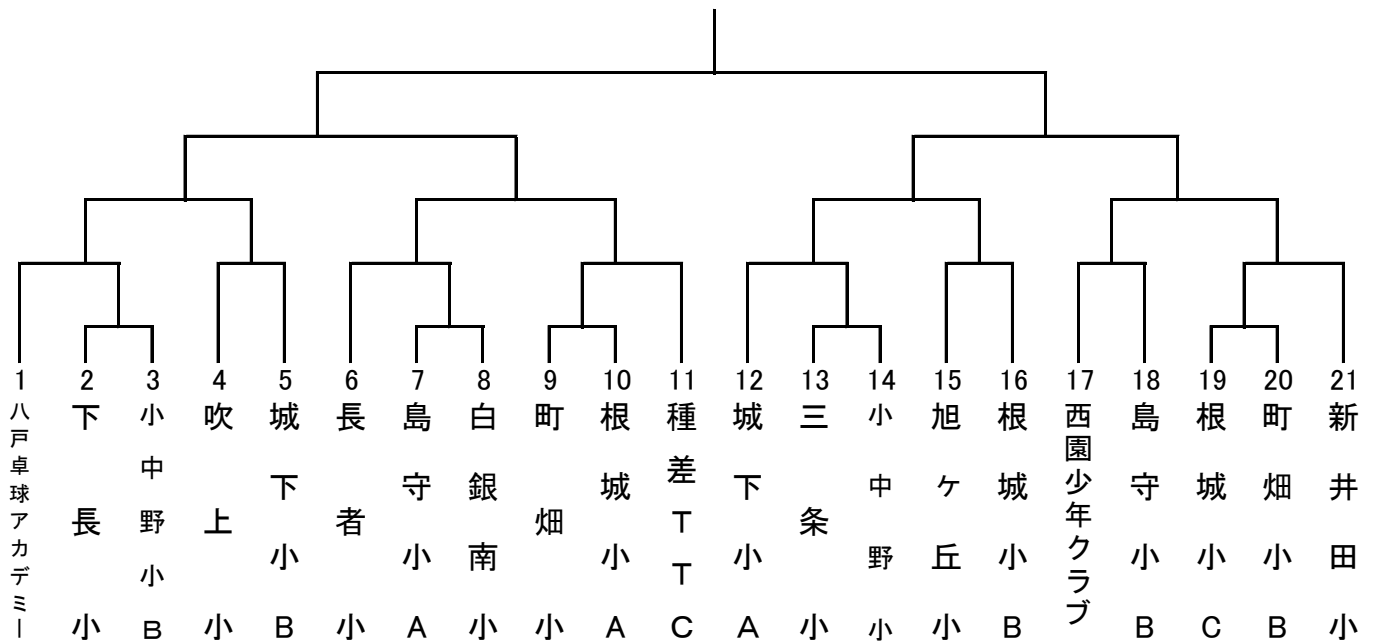 1 2 3 4 5 6 7 8 9 10 11 12 13 14 15 16 17 18 19 20 21
八戸卓球アカデミー
下長小
小中野小B
吹上小
城下小B
長者小
島守小A
白銀南小
町畑小
根城小A
種差TTC
城下小A
三条小
小中野小
旭ケ丘小
根城小B
西園少年クラブ
島守小B
根城小C
町畑小B
新井田小